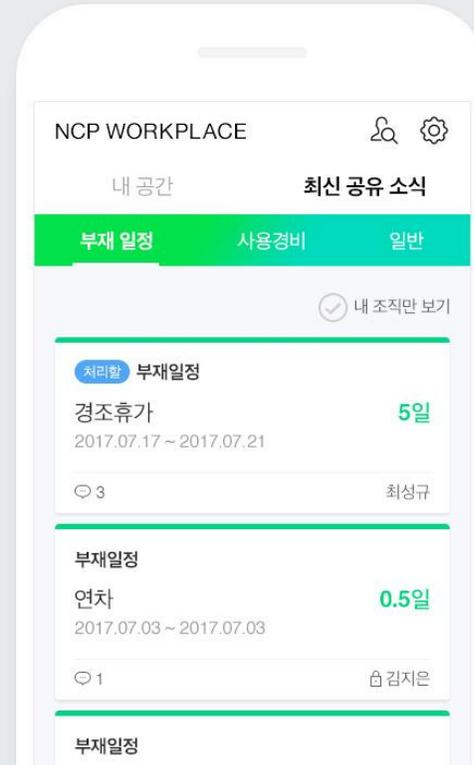 NCP WORKPLACE
내 공간 최신 공유 소식
부재 일정 사용경비 일반
내 조직만 보기
처리할 부재일정
경조휴가 5일
2017.07.17 ~ 2017.07.21
3 최성규
부재일정
연차 0.5일
2017.07.03 ~ 2017.07.03
1 김지은
부재일정